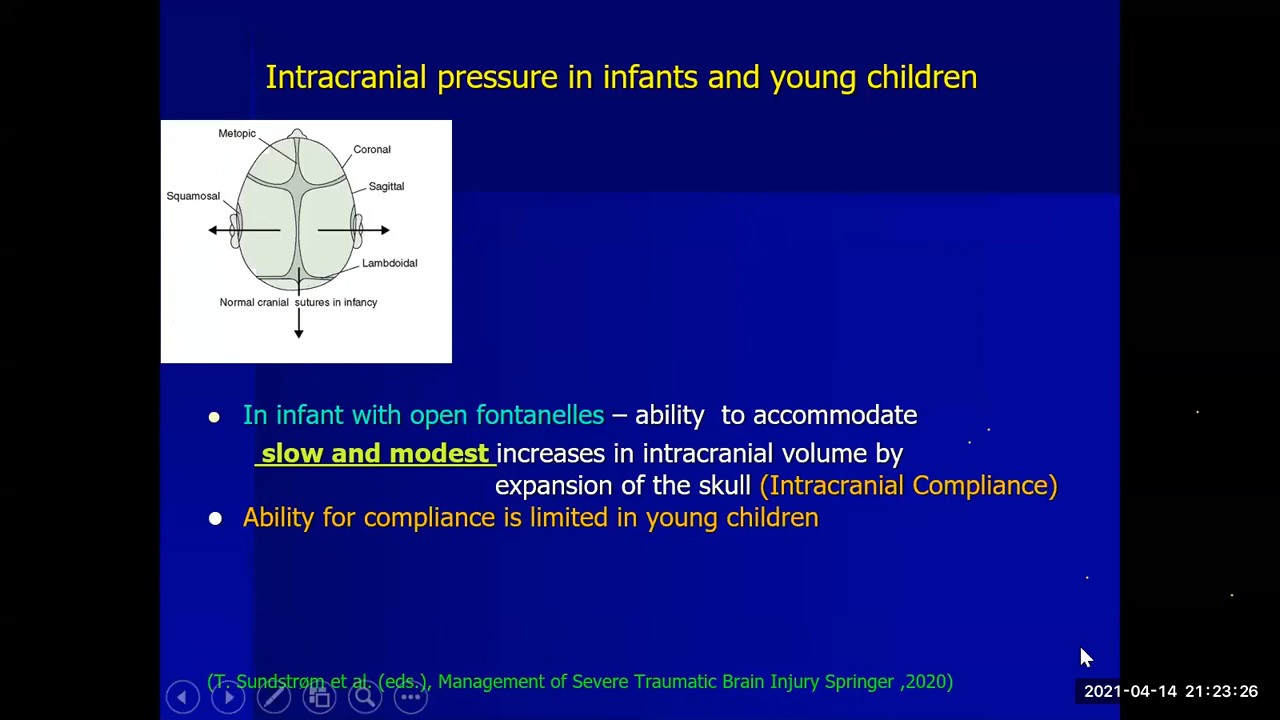 Intracranial pressure in infants and young children
Metopic
Coronal
Sagittal
Squamosal
Lambdoidal
Normal cranial sutures in infancy
In infant with open fontanelles – ability to accommodate
slow and modest increases in intracranial volume by
expansion of the skull (Intracranial Compliance)
Ability for compliance is limited in young children
(T. Sundstrøm et al. (eds.), Management of Severe Traumatic Brain Injury Springer ,2020)
2021-04-14 21:23:26